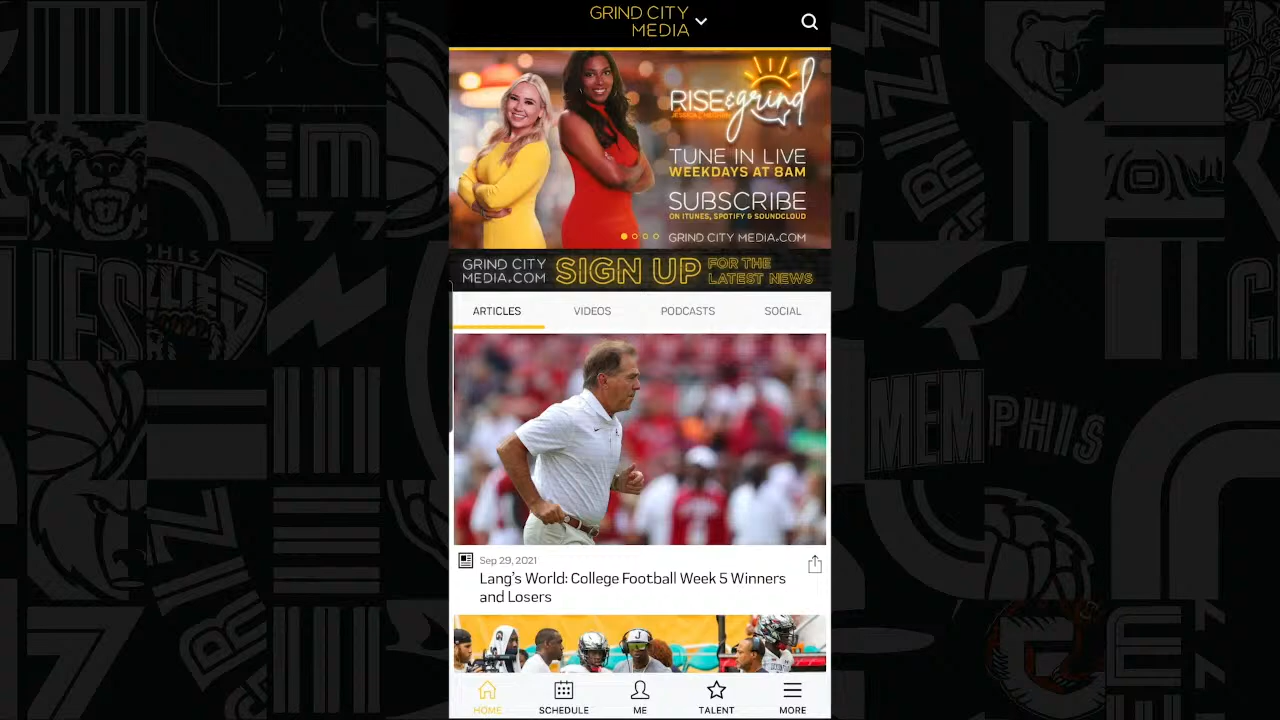 GRIND CITY
MEDIA
RISE & grind
TUNE IN LIVE
WEEKDAYS AT 8AM
SUBSCRIBE
ON ITUNES, SPOTIFY & SOUNDCLOUD
GRIND CITY MEDIA.COM
GRIND CITY
MEDIA.COM
SIGN UP
FOR THE
LATEST NEWS
ARTICLES
VIDEOS
PODCASTS
SOCIAL
Sep 29, 2021
Lang's World: College Football Week 5 Winners
and Losers
HOME
SCHEDULE
ME
TALENT
MORE
MEMPHIS